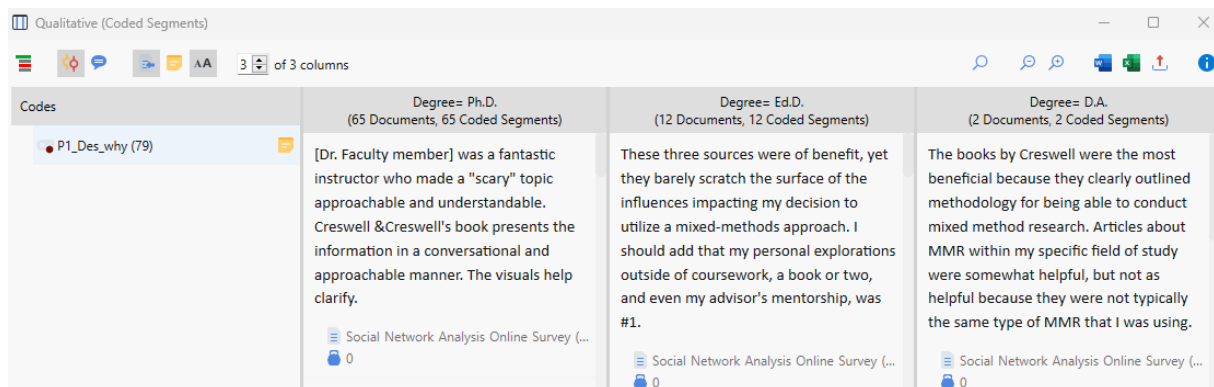 Qualitative (Coded Segments)
AA 3 of 3 columns
Codes
P1_Des_why (79)
Degree= Ph.D.
(65 Documents, 65 Coded Segments)
[Dr. Faculty member] was a fantastic
instructor who made a "scary" topic
approachable and understandable.
Creswell &Creswell's book presents the
information in a conversational and
approachable manner. The visuals help
clarify.
Social Network Analysis Online Survey (...
0
Degree= Ed.D.
(12 Documents, 12 Coded Segments)
These three sources were of benefit, yet
they barely scratch the surface of the
influences impacting my decision to
utilize a mixed-methods approach. I
should add that my personal explorations
outside of coursework, a book or two,
and even my advisor's mentorship, was
#1.
Social Network Analysis Online Survey (...
0
Degree= D.A.
(2 Documents, 2 Coded Segments)
The books by Creswell were the most
beneficial because they clearly outlined
methodology for being able to conduct
mixed method research. Articles about
MMR within my specific field of study
were somewhat helpful, but not as
helpful because they were not typically
the same type of MMR that I was using.
Social Network Analysis Online Survey (...
0